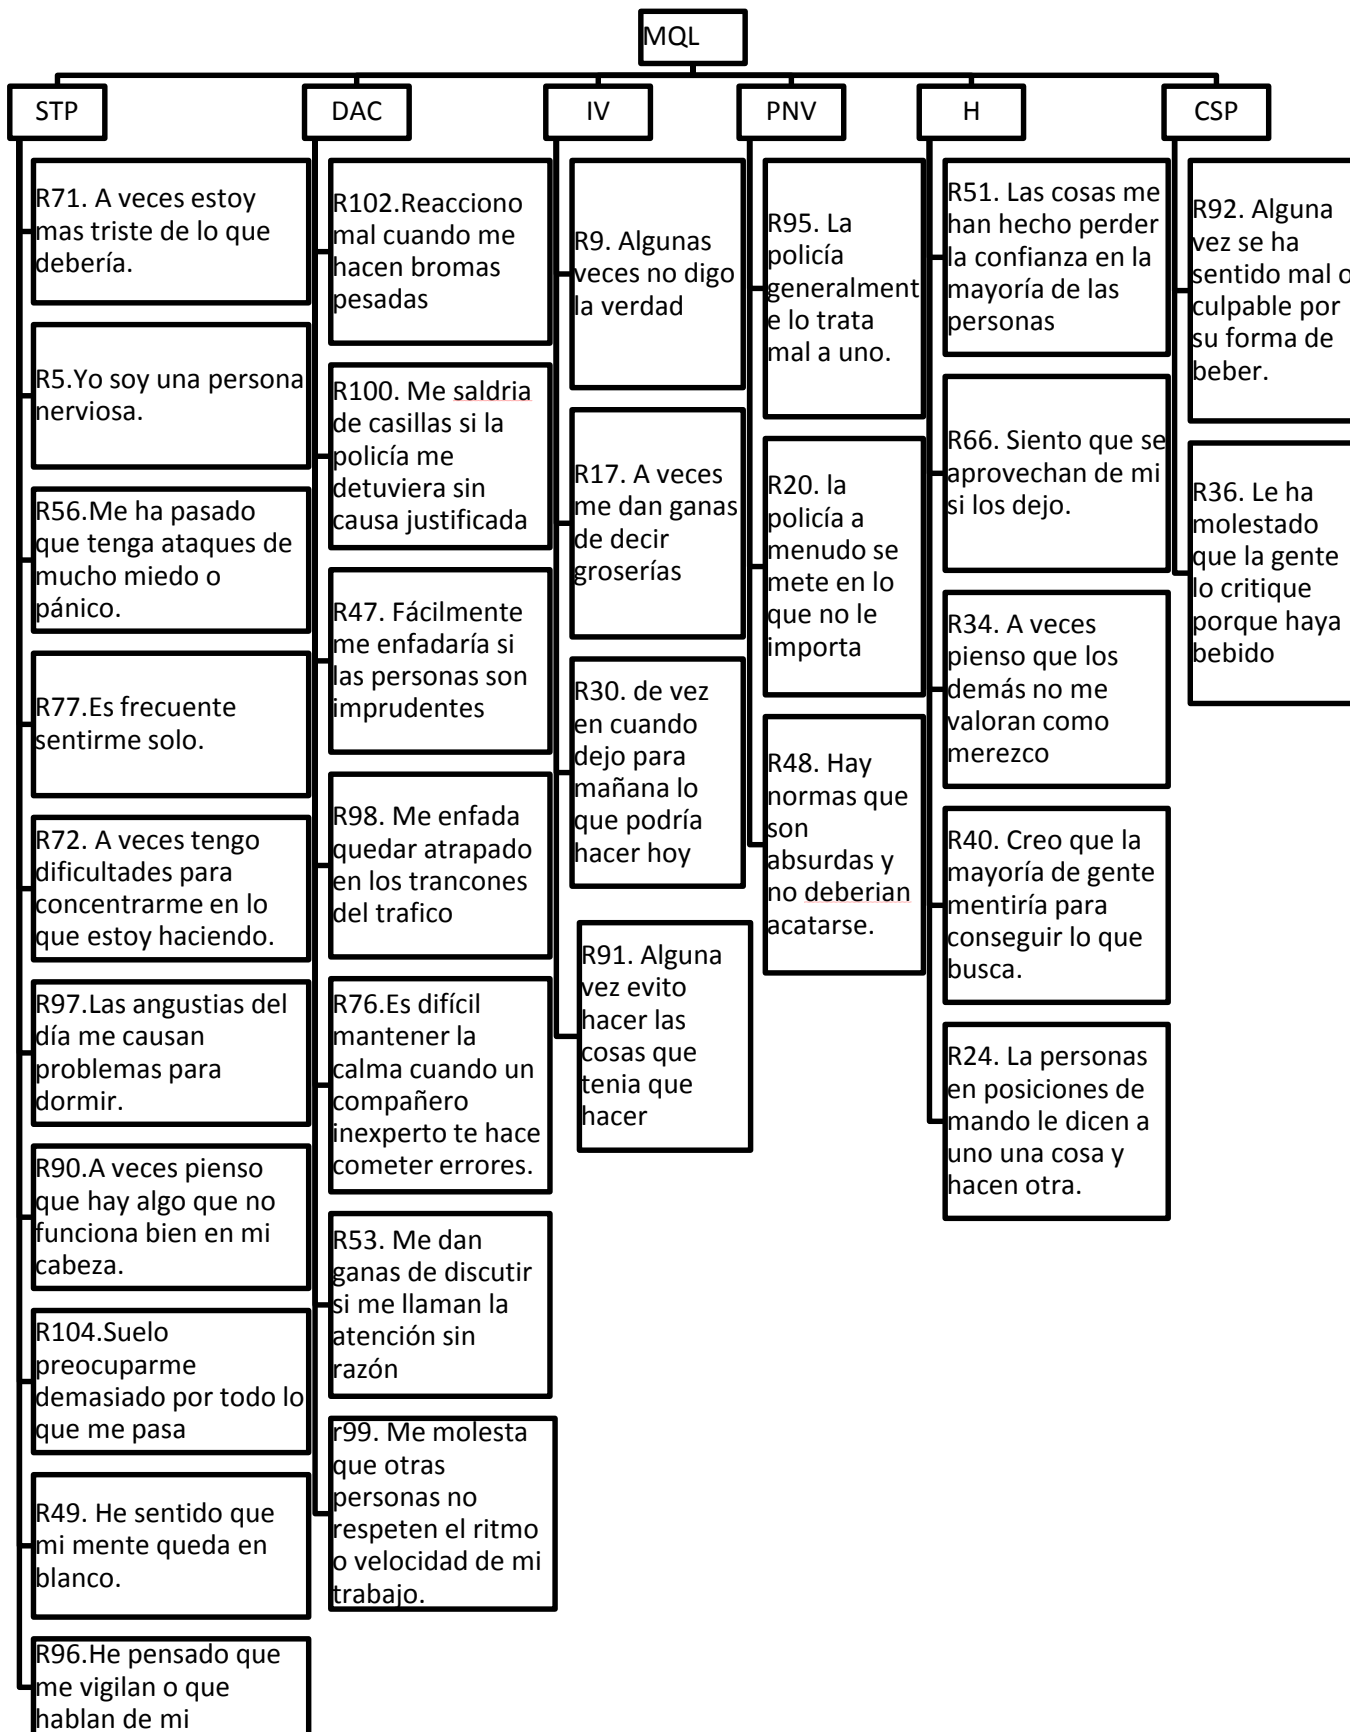 MQL
STP
DAC
IV
PNV
H
CSP
R71. A veces estoy
mas triste de lo que
debería.
R5.Yo soy una persona
nerviosa.
R56.Me ha pasado
que tenga ataques de
mucho miedo o
pánico.
R77.Es frecuente
sentirme solo.
R72. A veces tengo
dificultades para
concentrarme en lo
que estoy haciendo.
R97.Las angustias del
día me causan
problemas para
dormir.
R90.A veces pienso
que hay algo que no
funciona bien en mi
cabeza.
R104.Suelo
preocuparme
demasiado por todo lo
que me pasa
R49. He sentido que
mi mente queda en
blanco.
R96.He pensado que
me vigilan o que
hablan de mi
R102.Reacciono
mal cuando me
hacen bromas
pesadas
R100. Me saldria
de casillas si la
policía me
detuviera sin
causa justificada
R47. Fácilmente
me enfadaría si
las personas son
imprudentes
R98. Me enfada
quedar atrapado
en los trancones
del trafico
R76.Es difícil
mantener la
calma cuando un
compañero
inexperto te hace
cometer errores.
R53. Me dan
ganas de discutir
si me llaman la
atención sin
razón
r99. Me molesta
que otras
personas no
respeten el ritmo
o velocidad de mi
trabajo.
R9. Algunas
veces no digo
la verdad
R17. A veces
me dan ganas
de decir
groserías
R30. de vez
en cuando
dejo para
mañana lo
que podría
hacer hoy
R91. Alguna
vez evito
hacer las
cosas que
tenia que
hacer
R95. La
policía
generalment
e lo trata
mal a uno.
R20. la
policía a
menudo se
mete en lo
que no le
importa
R48. Hay
normas que
son
absurdas y
no deberian
acatarse.
R51. Las cosas me
han hecho perder
la confianza en la
mayoría de las
personas
R66. Siento que se
aprovechan de mi
si los dejo.
R34. A veces
pienso que los
demás no me
valoran como
merezco
R40. Creo que la
mayoría de gente
mentiría para
conseguir lo que
busca.
R24. La personas
en posiciones de
mando le dicen a
uno una cosa y
hacen otra.
R92. Alguna
vez se ha
sentido mal o
culpable por
su forma de
beber.
R36. Le ha
molestado
que la gente
lo critique
porque haya
bebido